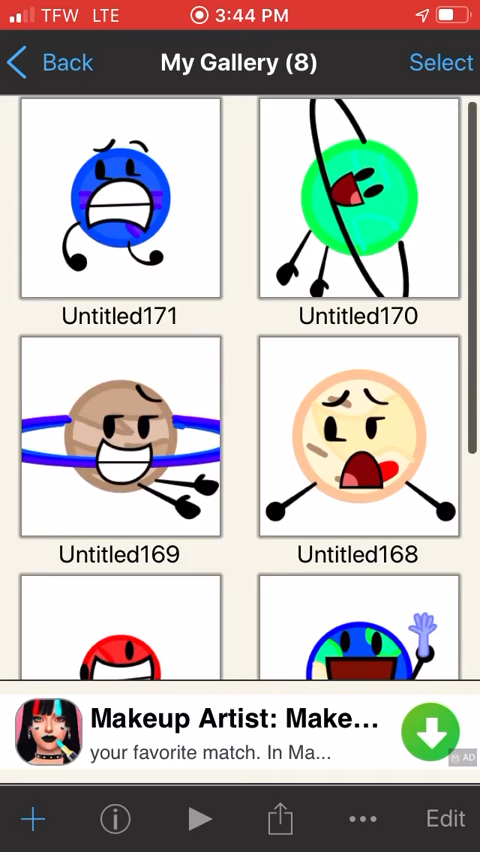 TFW LTE 3:44 PM
Back My Gallery (8) Select
Untitled171 Untitled170
Untitled169 Untitled168
Makeup Artist: Make...
your favorite match. In Ma...
AD
Edit